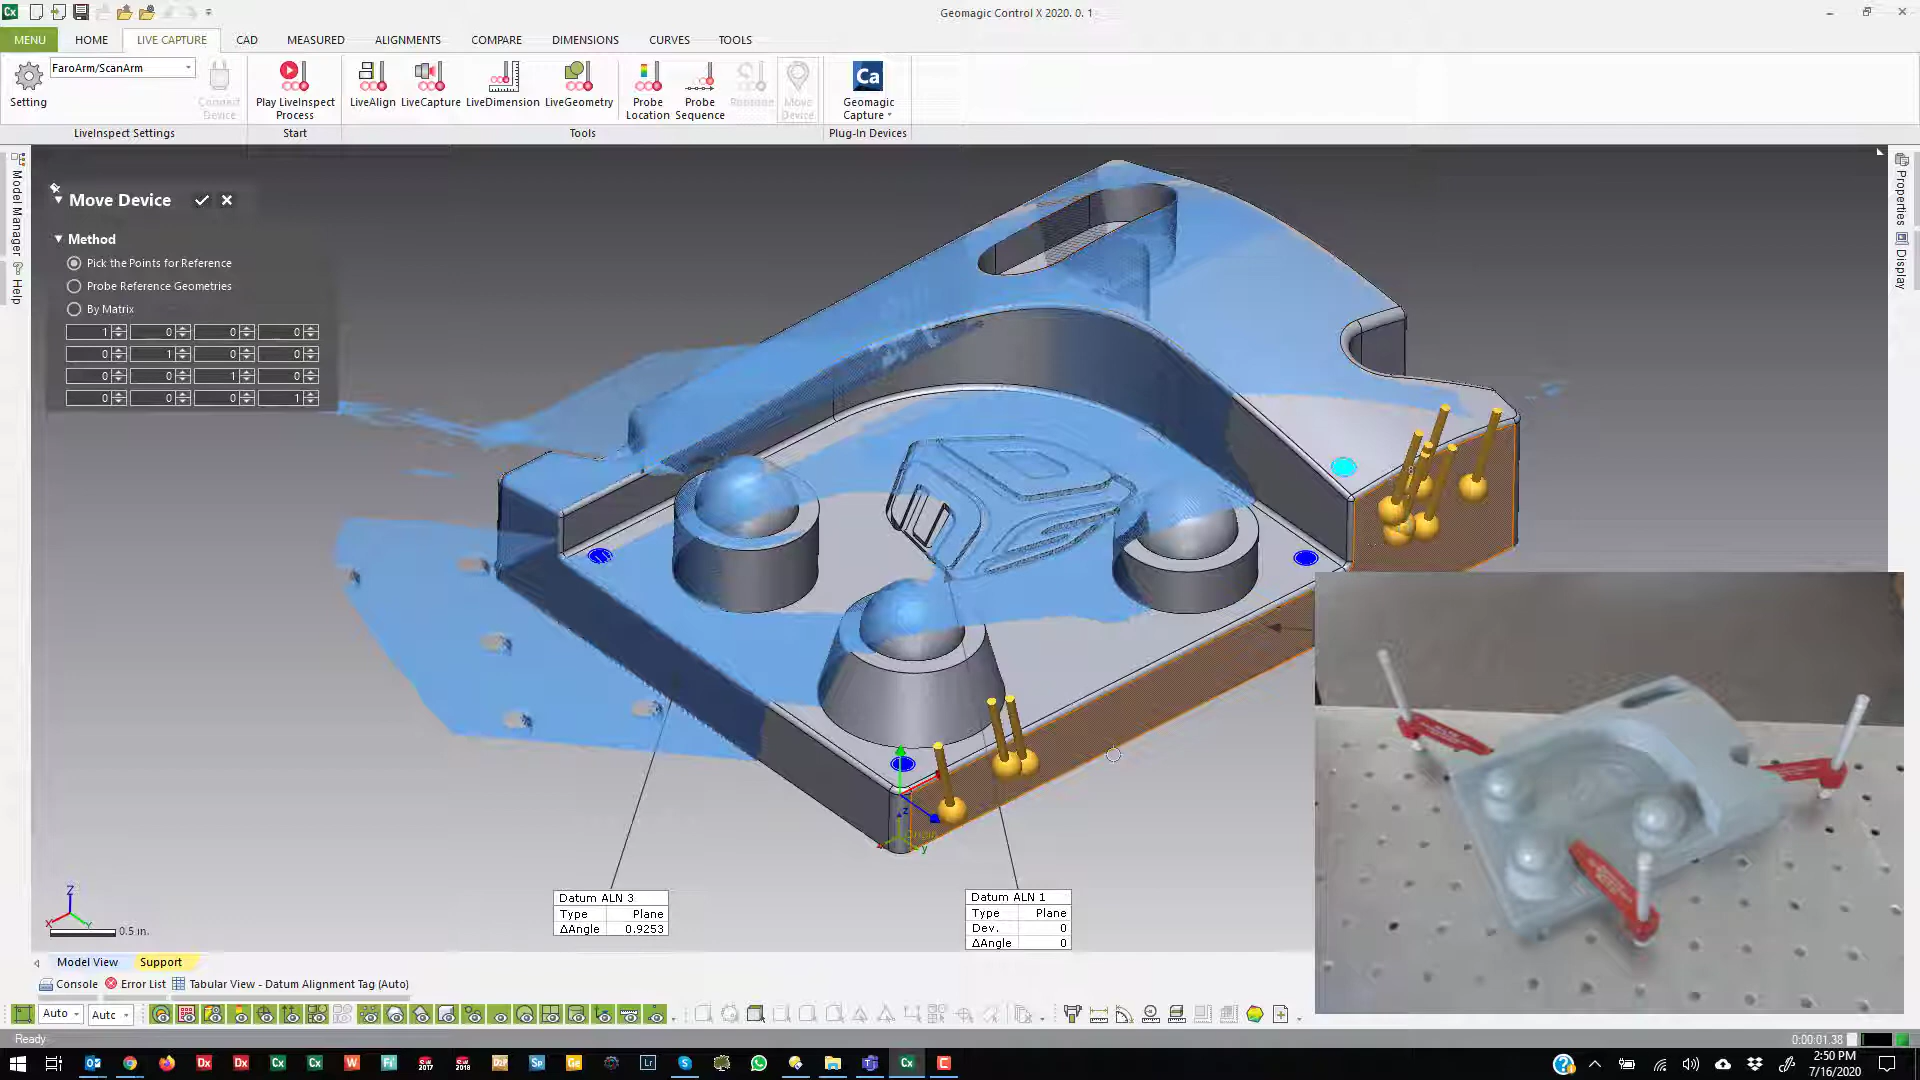 Geomagic Control X 2020. 0. 1
MENU
HOME
LIVE CAPTURE
CAD
MEASURED
ALIGNMENTS
COMPARE
DIMENSIONS
CURVES
TOOLS
FaroArm/ScanArm
Setting
Connect Device
Play LiveInspect Process
LiveAlign
LiveCapture
LiveDimension
LiveGeometry
Probe Location
Probe Sequence
Move Device
Geomagic Capture
LiveInspect Settings
Start
Tools
Plug-In Devices
Model Manager
Help
Properties
Display
Move Device
Method
Pick the Points for Reference
Probe Reference Geometries
By Matrix
1 0 0 0
0 1 0 0
0 0 1 0
0 0 0 1
Datum ALN 3
Type Plane
ΔAngle 0.9253
Datum ALN 1
Type Plane
Dev. 0
ΔAngle 0
Z
X
Y
0.5 in.
Model View
Support
Console
Error List
Tabular View - Datum Alignment Tag (Auto)
Auto
Autc
Ready
0:00:01.38
2:50 PM
7/16/2020